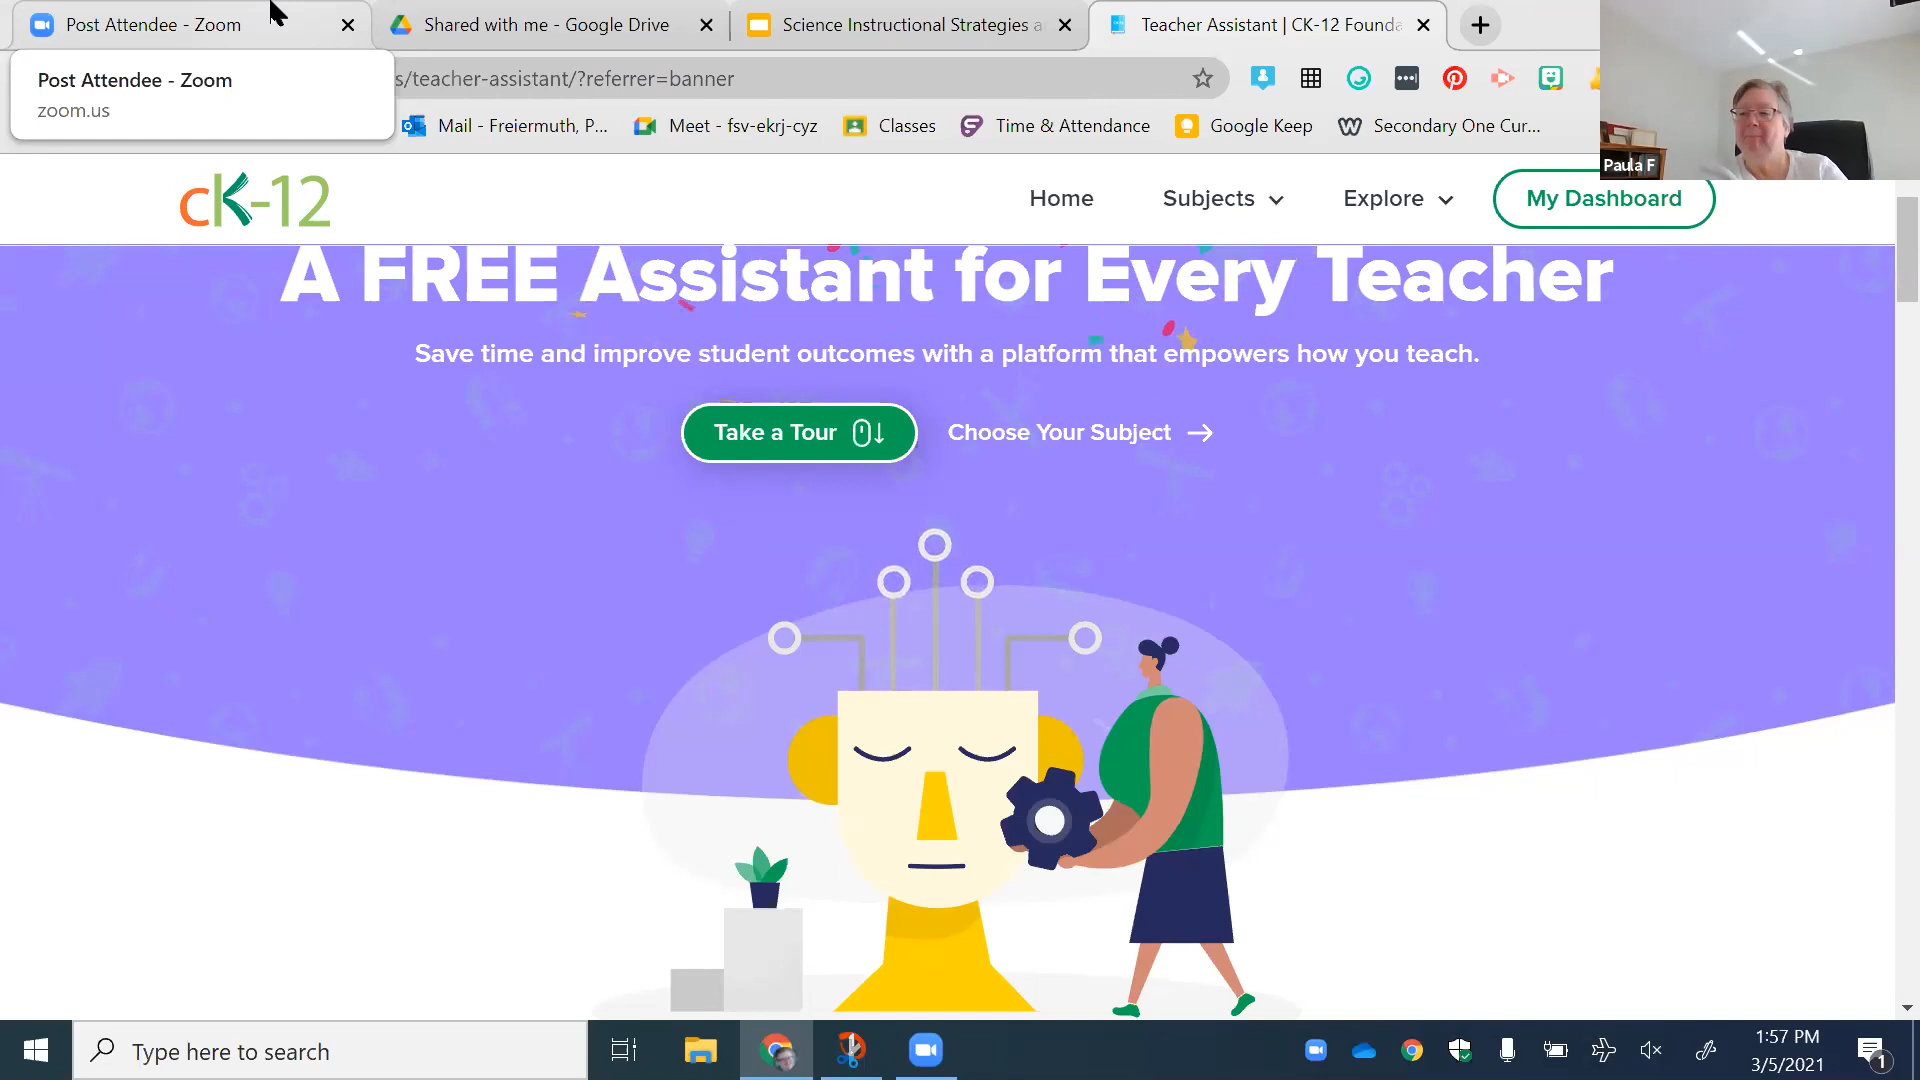 Post Attendee - Zoom
Shared with me - Google Drive
Science Instructional Strategies a
Teacher Assistant | CK-12 Founda
Post Attendee - Zoom
zoom.us
s/teacher-assistant/?referrer=banner
Mail - Freiermuth, P...
Meet - fsv-ekrj-cyz
Classes
Time & Attendance
Google Keep
Secondary One Cur...
Paula F
cK-12
Home
Subjects
Explore
My Dashboard
A FREE Assistant for Every Teacher
Save time and improve student outcomes with a platform that empowers how you teach.
Take a Tour
Choose Your Subject
Type here to search
1:57 PM
3/5/2021
1